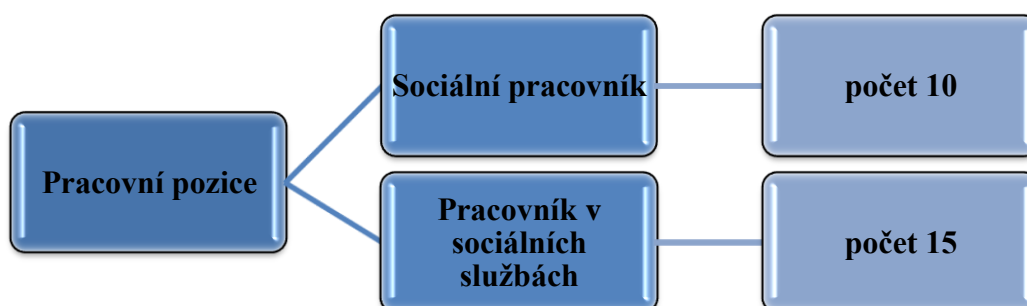 Pracovní pozice
Sociální pracovník
počet 10
Pracovník v
sociálních
službách
počet 15